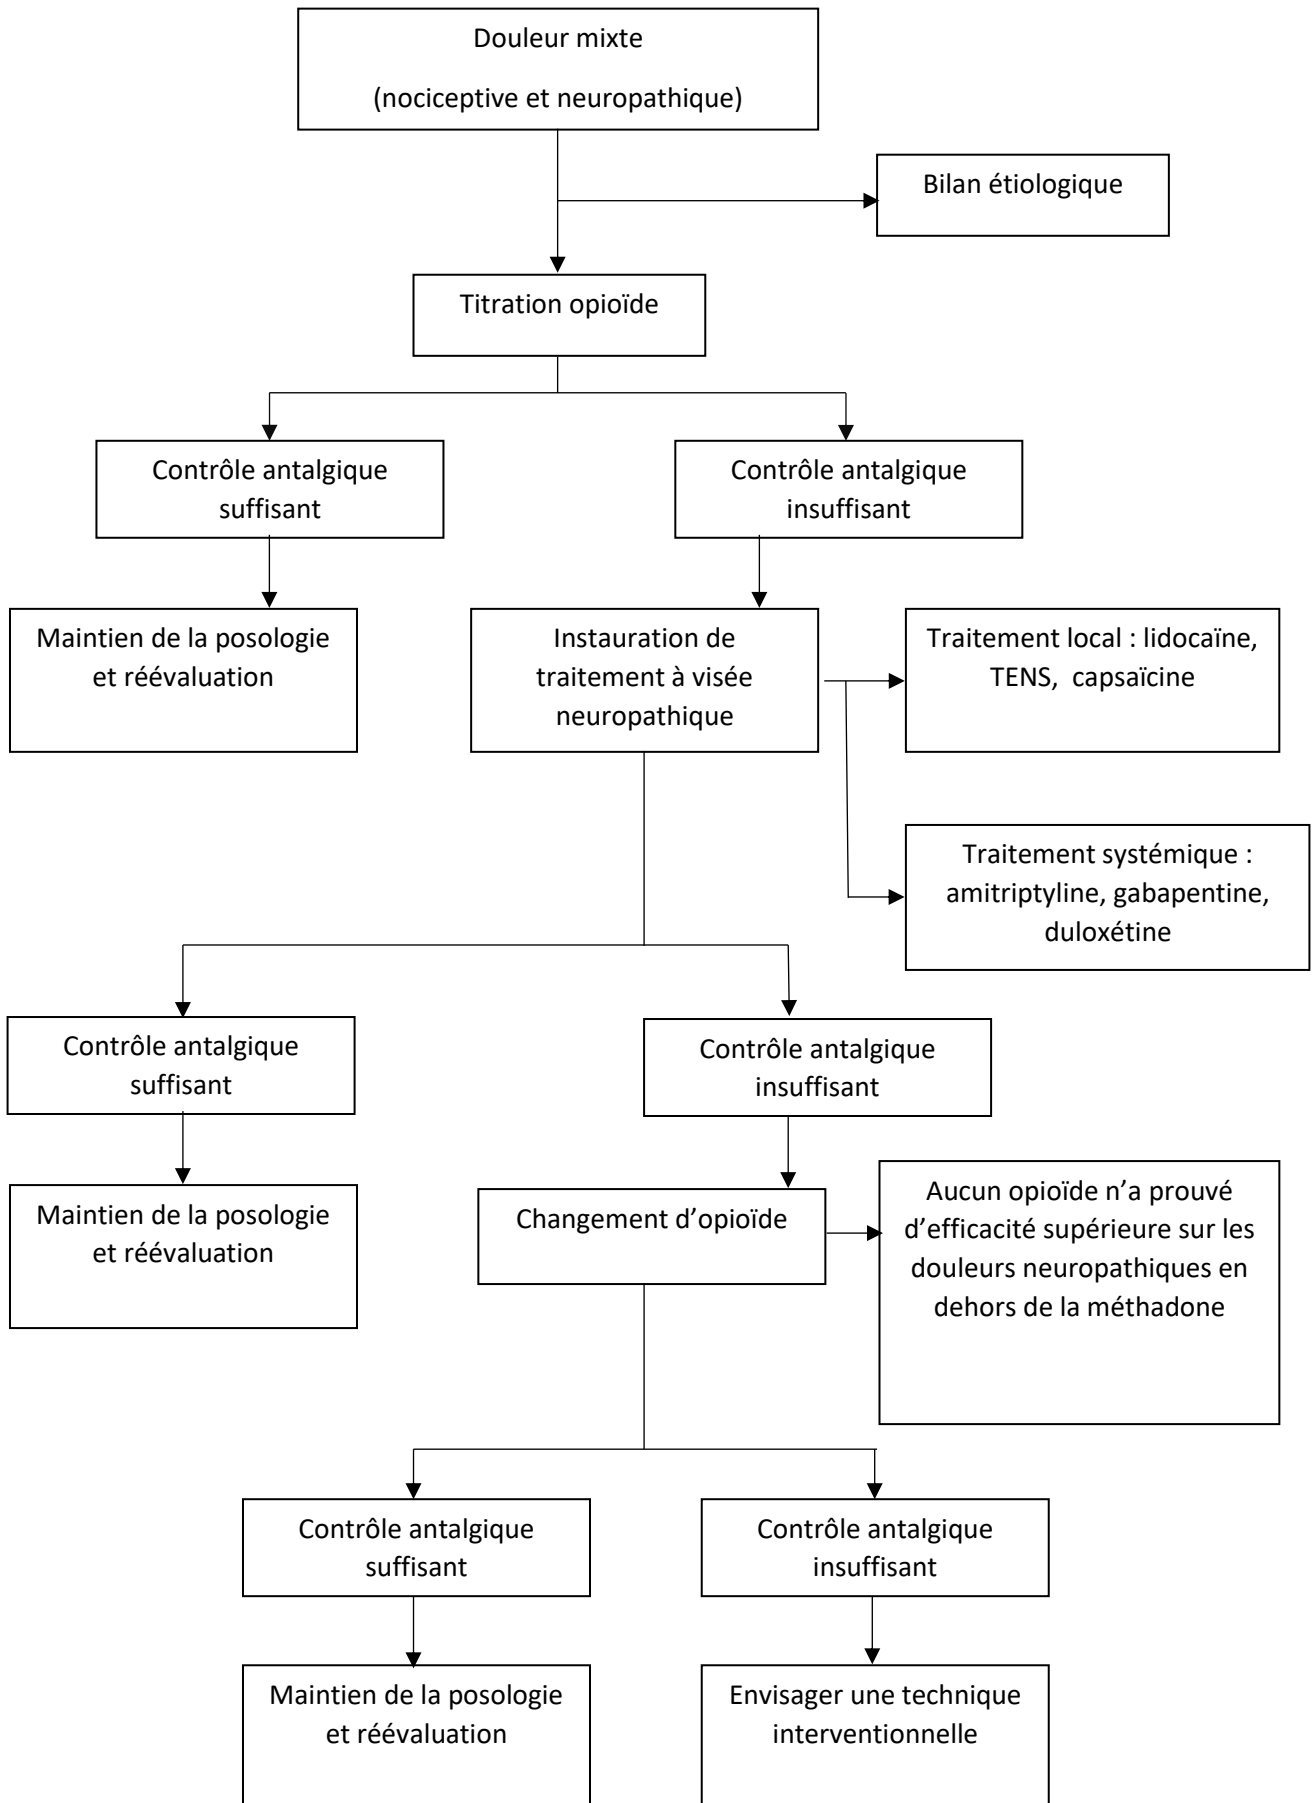 Douleur mixte
(nociceptive et neuropathique)
Bilan étiologique
Titration opioïde
Contrôle antalgique
suffisant
Contrôle antalgique
insuffisant
Maintien de la posologie
et réévaluation
Instauration de
traitement à visée
neuropathique
Traitement local : lidocaïne,
TENS, capsaïcine
Traitement systémique :
amitriptyline, gabapentine,
duloxétine
Contrôle antalgique
suffisant
Contrôle antalgique
insuffisant
Maintien de la posologie
et réévaluation
Changement d’opioïde
Aucun opioïde n’a prouvé
d’efficacité supérieure sur les
douleurs neuropathiques en
dehors de la méthadone
Contrôle antalgique
suffisant
Contrôle antalgique
insuffisant
Maintien de la posologie
et réévaluation
Envisager une technique
interventionnelle